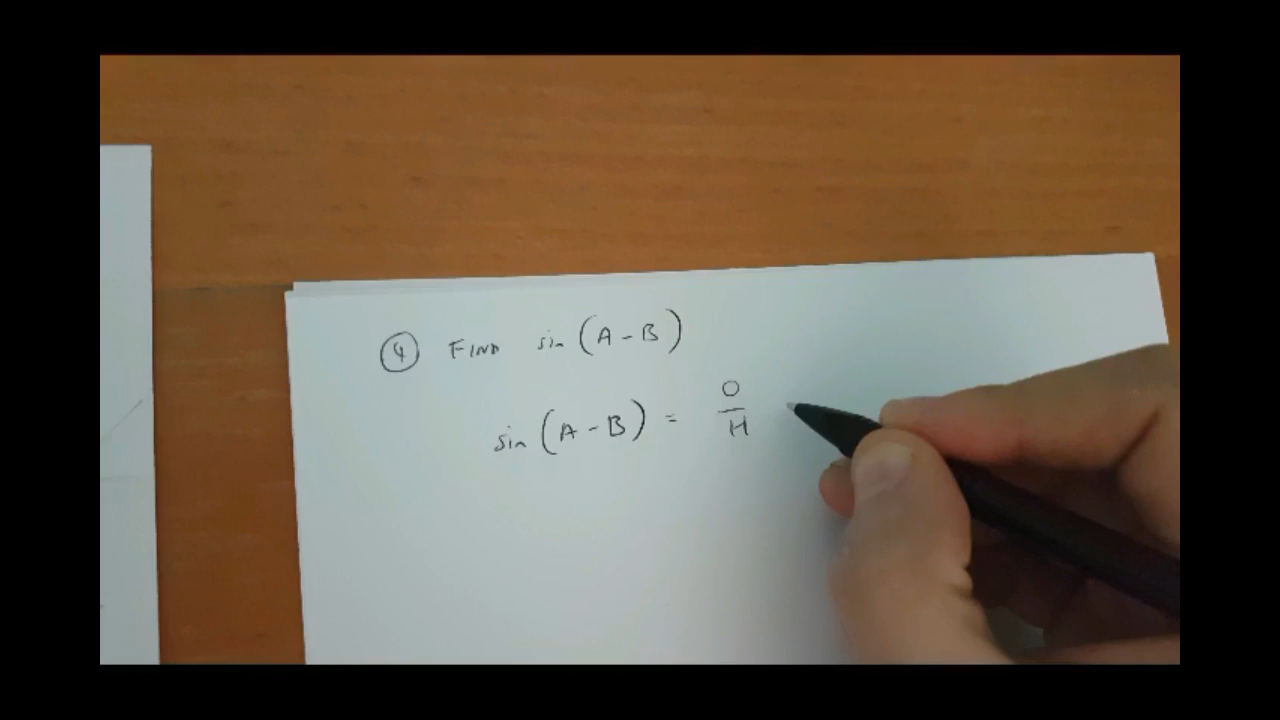 ④ FIND sin (A - B)
sin (A - B) = O/H